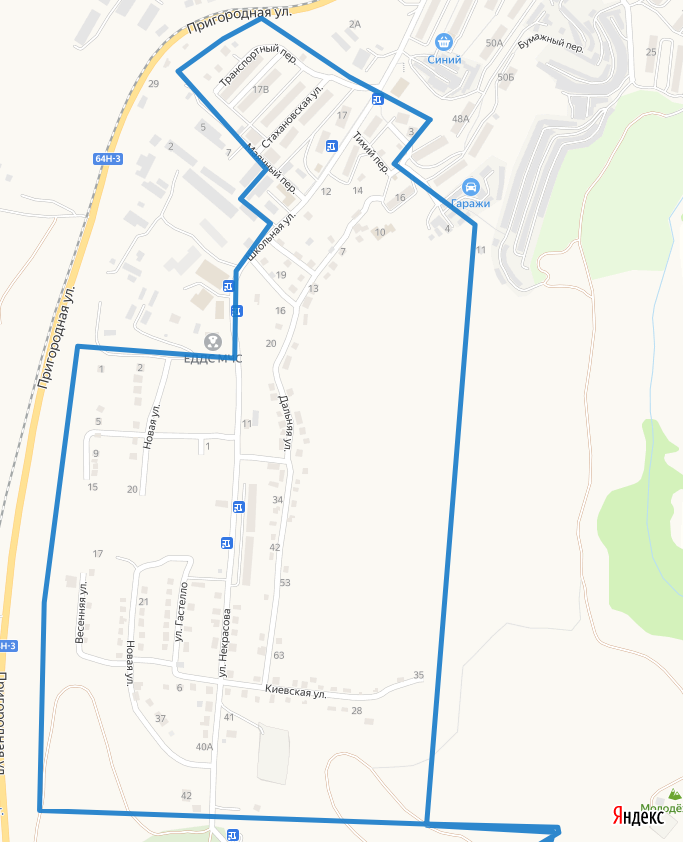 Пригородная ул.
2А
Синий
50А
Бумажный пер.
25
Транспортный пер.
50Б
29
17В
Стахановская ул.
17
48А
3
5
2
7
Тихий пер.
64Н-3
Маячный пер.
12
14
16
Гаражи
Школьная ул.
10
4
7
11
19
13
16
Пригородная ул.
20
ЕДДС МЧС
1
2
Дальняя ул.
Новая ул.
5
11
1
9
15
20
34
42
17
53
Весенняя ул.
21
ул. Гастелло
ул. Некрасова
Новая ул.
63
Н-3
35
6
Киевская ул.
28
37
41
40А
42
Молодё
Яндекс